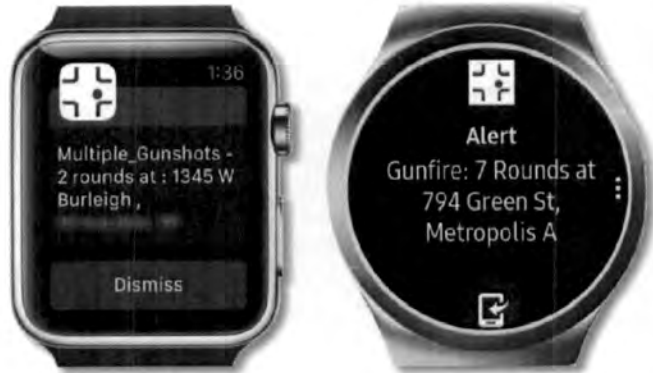 1:36
Multiple_Gunshots -
2 rounds at : 1345 W
Burleigh ,
Dismiss
Alert
Gunfire: 7 Rounds at
794 Green St,
Metropolis A